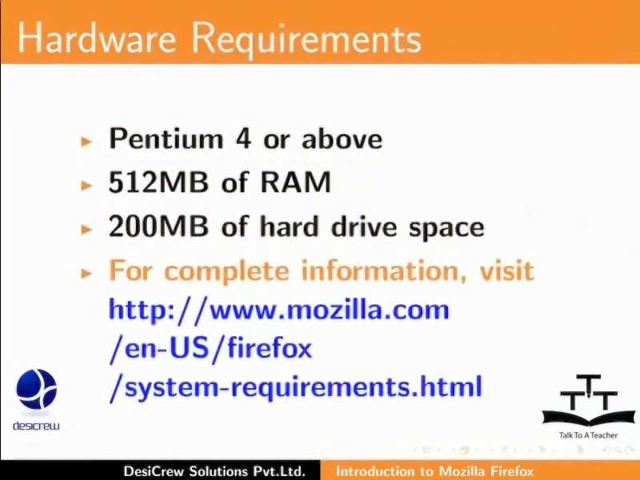 Hardware Requirements
Pentium 4 or above
512MB of RAM
200MB of hard drive space
For complete information, visit
http://www.mozilla.com
/en-US/firefox
/system-requirements.html
desicrew
TTT
Talk To A Teacher
DesiCrew Solutions Pvt.Ltd.
Introduction to Mozilla Firefox